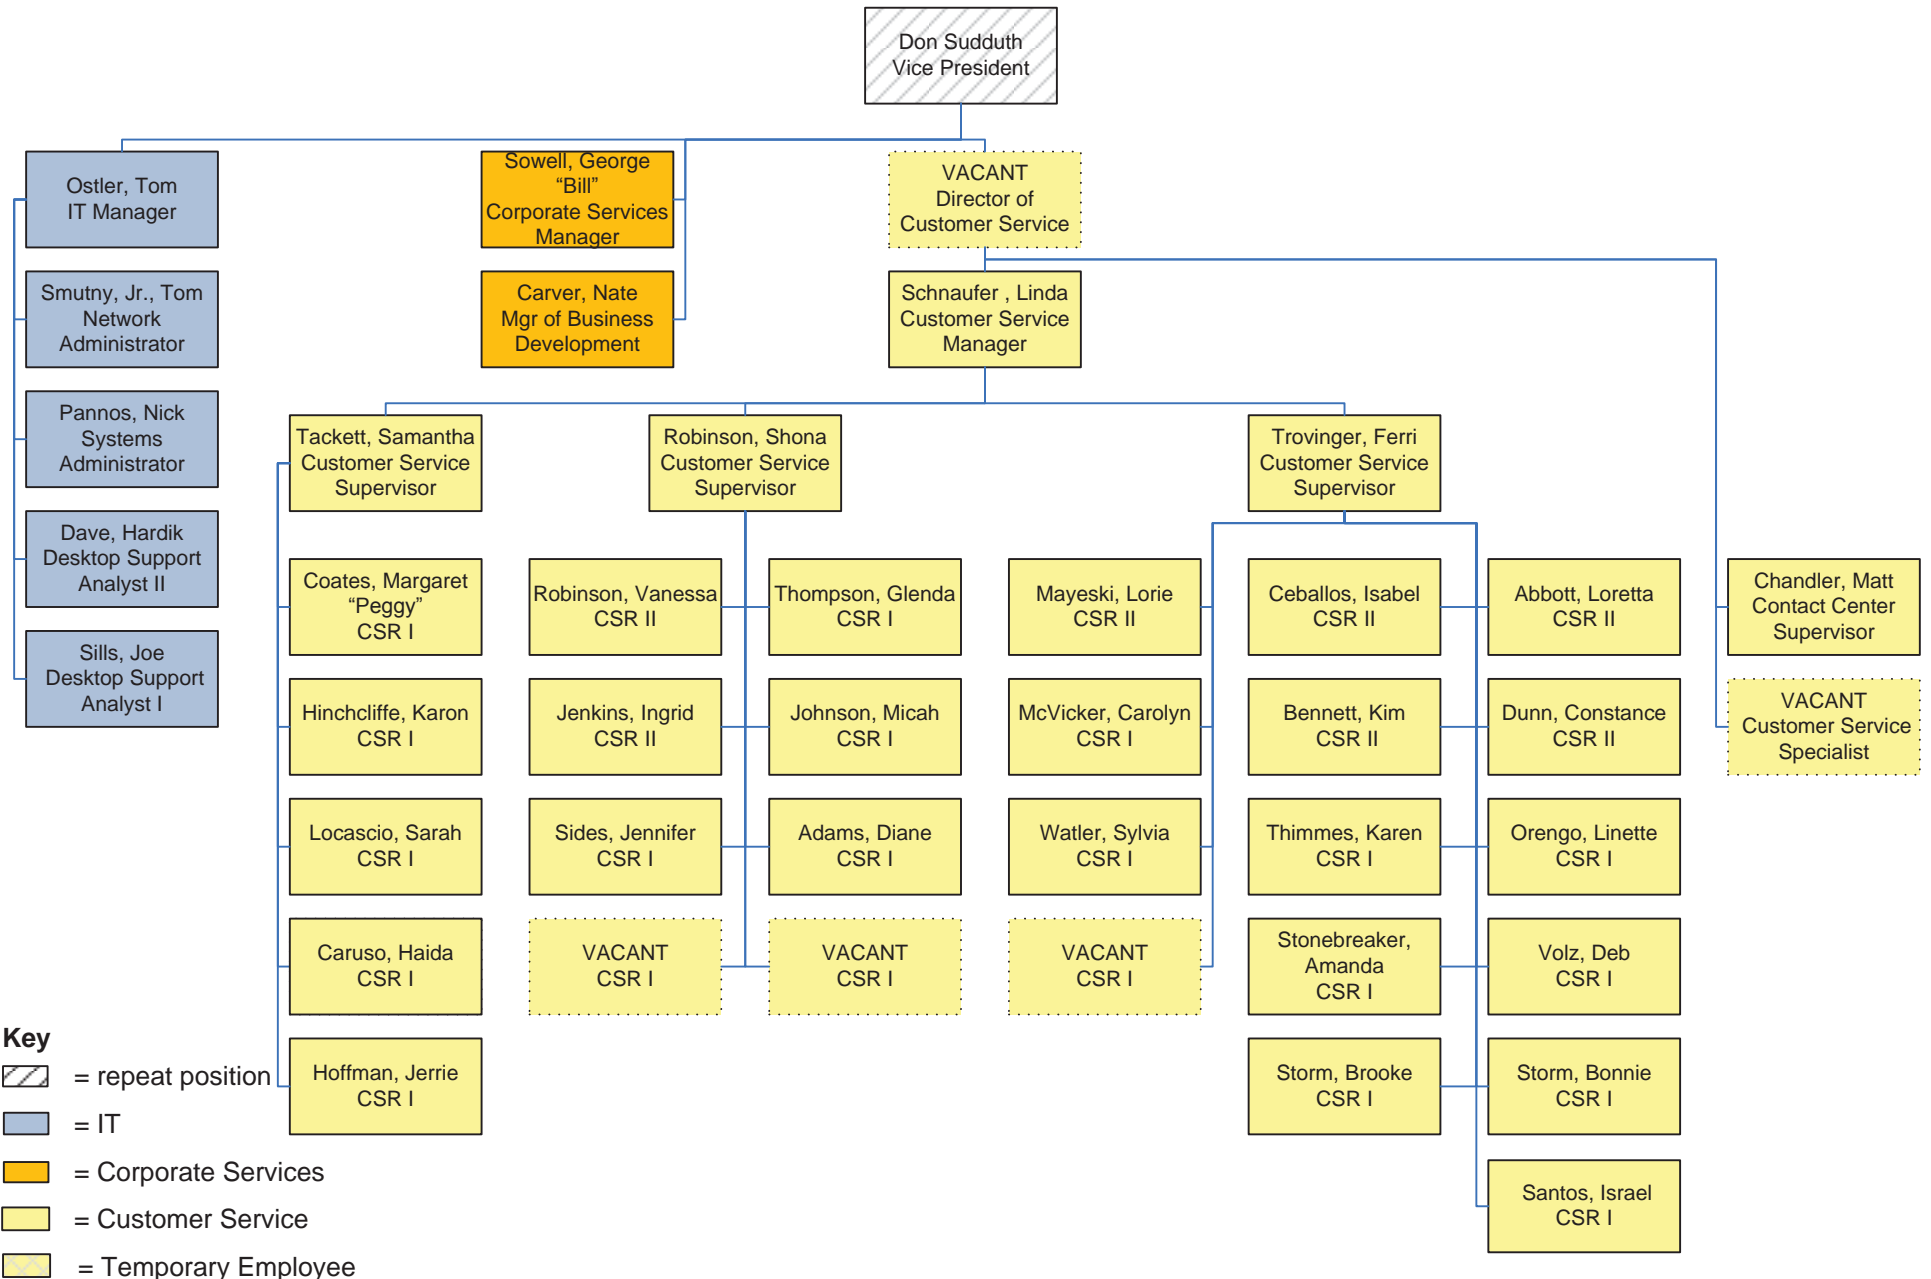 Don Sudduth
Vice President
Ostler, Tom
IT Manager
Sowell, George
“Bill”
Corporate Services
Manager
VACANT
Director of
Customer Service
Smutny, Jr., Tom
Network
Administrator
Carver, Nate
Mgr of Business
Development
Schnaufer , Linda
Customer Service
Manager
Pannos, Nick
Systems
Administrator
Tackett, Samantha
Customer Service
Supervisor
Robinson, Shona
Customer Service
Supervisor
Trovinger, Ferri
Customer Service
Supervisor
Dave, Hardik
Desktop Support
Analyst II
Coates, Margaret
“Peggy”
CSR I
Robinson, Vanessa
CSR II
Thompson, Glenda
CSR I
Mayeski, Lorie
CSR II
Ceballos, Isabel
CSR II
Abbott, Loretta
CSR II
Chandler, Matt
Contact Center
Supervisor
Sills, Joe
Desktop Support
Analyst I
Hinchcliffe, Karon
CSR I
Jenkins, Ingrid
CSR II
Johnson, Micah
CSR I
McVicker, Carolyn
CSR I
Bennett, Kim
CSR II
Dunn, Constance
CSR II
VACANT
Customer Service
Specialist
Locascio, Sarah
CSR I
Sides, Jennifer
CSR I
Adams, Diane
CSR I
Watler, Sylvia
CSR I
Thimmes, Karen
CSR I
Orengo, Linette
CSR I
Caruso, Haida
CSR I
VACANT
CSR I
VACANT
CSR I
VACANT
CSR I
Stonebreaker,
Amanda
CSR I
Volz, Deb
CSR I
Hoffman, Jerrie
CSR I
Storm, Brooke
CSR I
Storm, Bonnie
CSR I
Santos, Israel
CSR I
Key
= repeat position
= IT
= Corporate Services
= Customer Service
= Temporary Employee